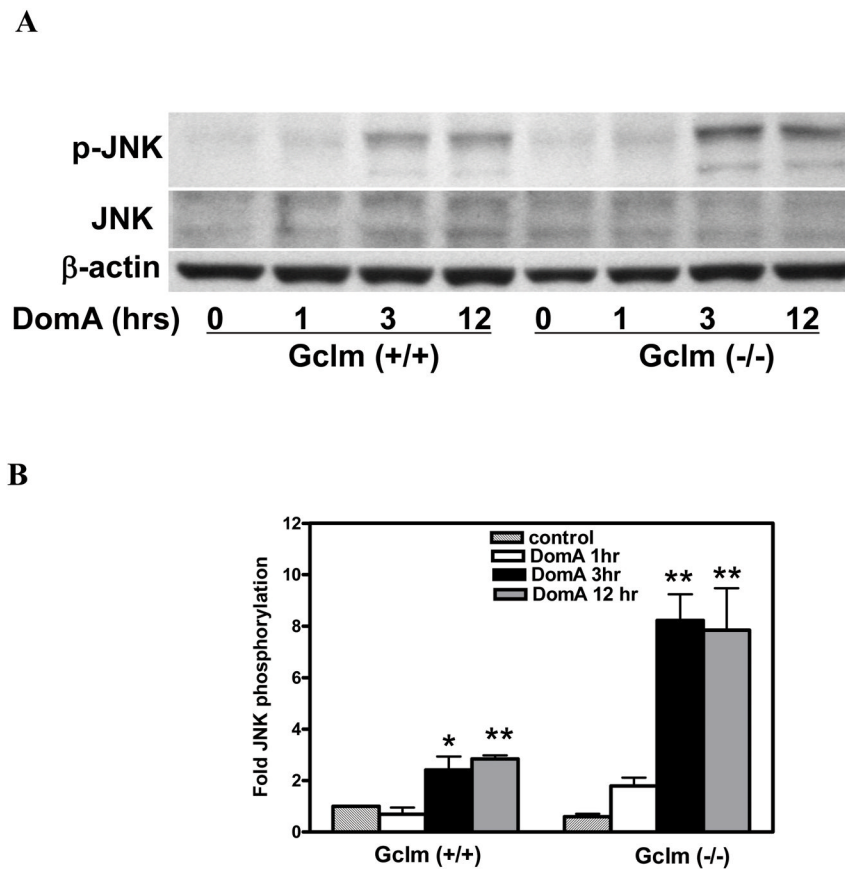 A
p-JNK
JNK
β-actin
DomA (hrs) 0 1 3 12 0 1 3 12
Gclm (+/+) Gclm (-/-)
B
12
10
8
6
4
2
0
Fold JNK phosphorylation
control
DomA 1hr
DomA 3hr
DomA 12 hr
* ** ** **
Gclm (+/+) Gclm (-/-)